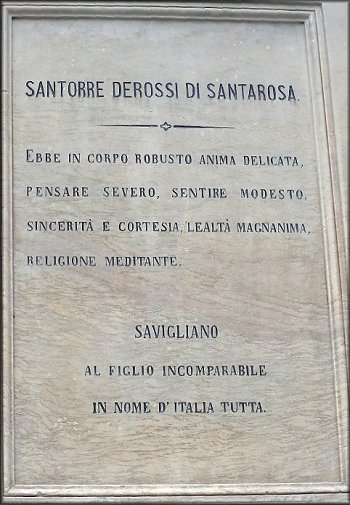 SANTORRE DEROSSI DI SANTAROSA.
EBBE IN CORPO ROBUSTO ANIMA DELICATA,
PENSARE SEVERO, SENTIRE MODESTO,
SINCERITÀ E CORTESIA, LEALTÀ MAGNANIMA,
RELIGIONE MEDITANTE.
SAVIGLIANO
AL FIGLIO INCOMPARABILE
IN NOME D'ITALIA TUTTA.